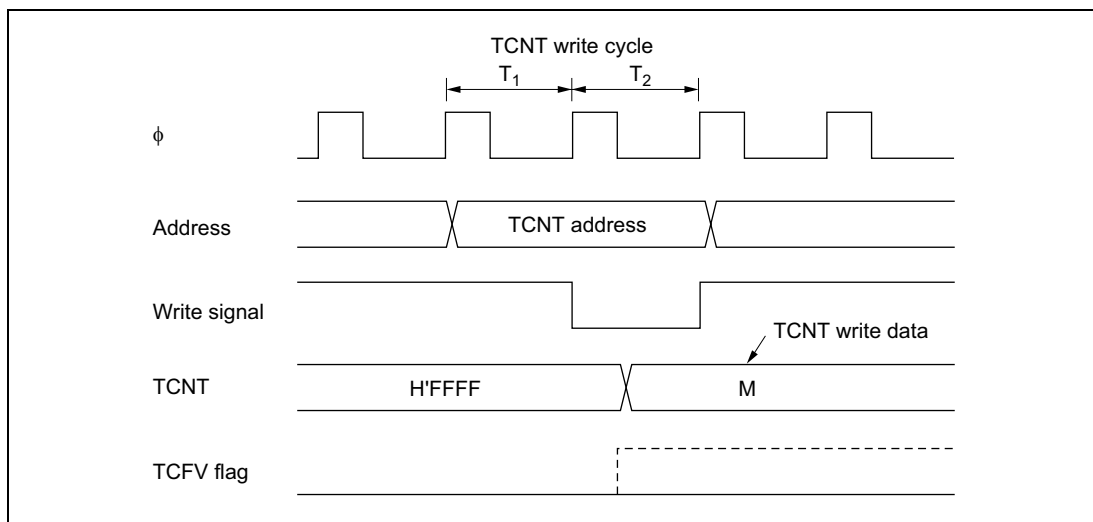 TCNT write cycle
T1 T2
φ
Address TCNT address
Write signal
TCNT write data
TCNT H'FFFF M
TCFV flag